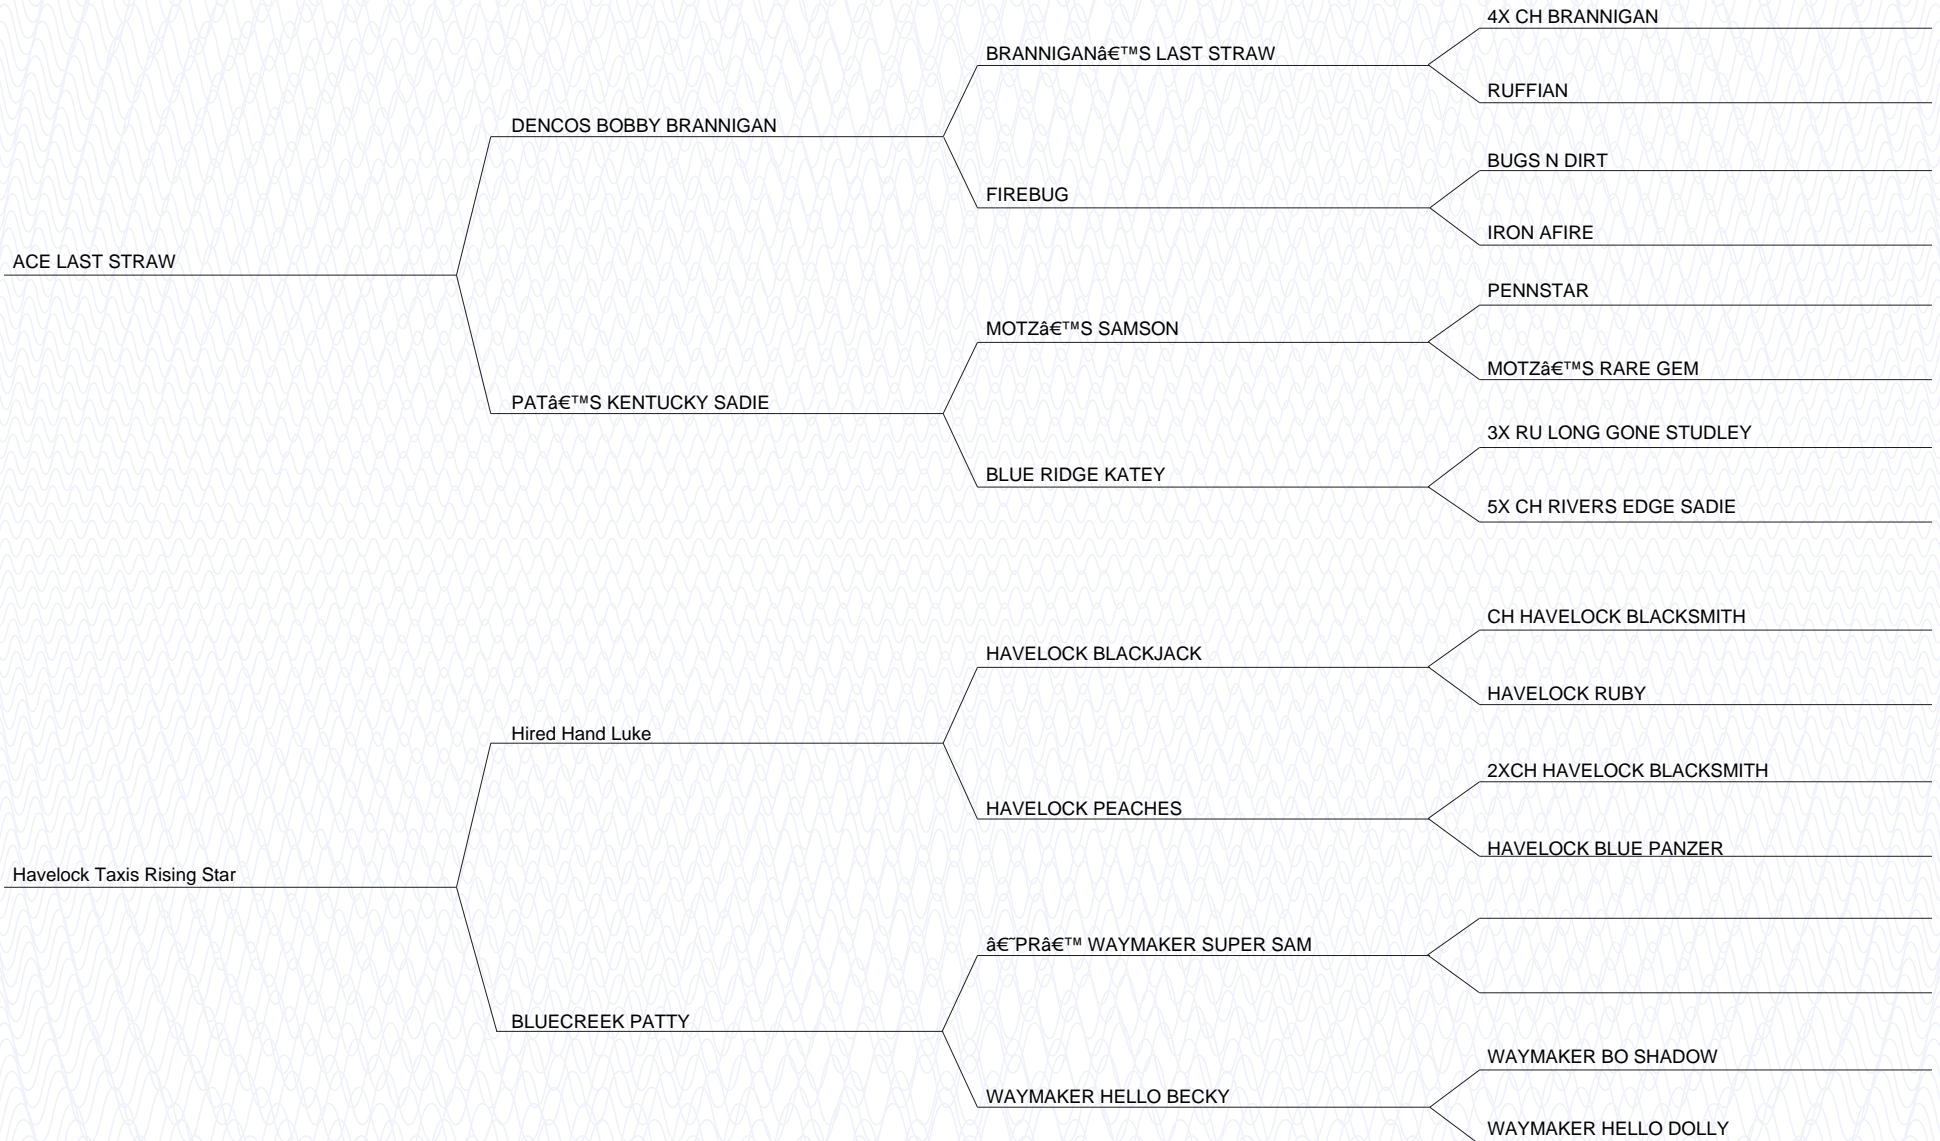 4X CH BRANNIGAN
BRANNIGANâ€™S LAST STRAW
RUFFIAN
DENCOS BOBBY BRANNIGAN
BUGS N DIRT
FIREBUG
IRON AFIRE
ACE LAST STRAW
PENNSTAR
MOTZâ€™S SAMSON
MOTZâ€™S RARE GEM
PATâ€™S KENTUCKY SADIE
3X RU LONG GONE STUDLEY
BLUE RIDGE KATEY
5X CH RIVERS EDGE SADIE
CH HAVELOCK BLACKSMITH
HAVELOCK BLACKJACK
HAVELOCK RUBY
Hired Hand Luke
2XCH HAVELOCK BLACKSMITH
HAVELOCK PEACHES
HAVELOCK BLUE PANZER
Havelock Taxis Rising Star
â€˜PRâ€™ WAYMAKER SUPER SAM
BLUECREEK PATTY
WAYMAKER BO SHADOW
WAYMAKER HELLO BECKY
WAYMAKER HELLO DOLLY